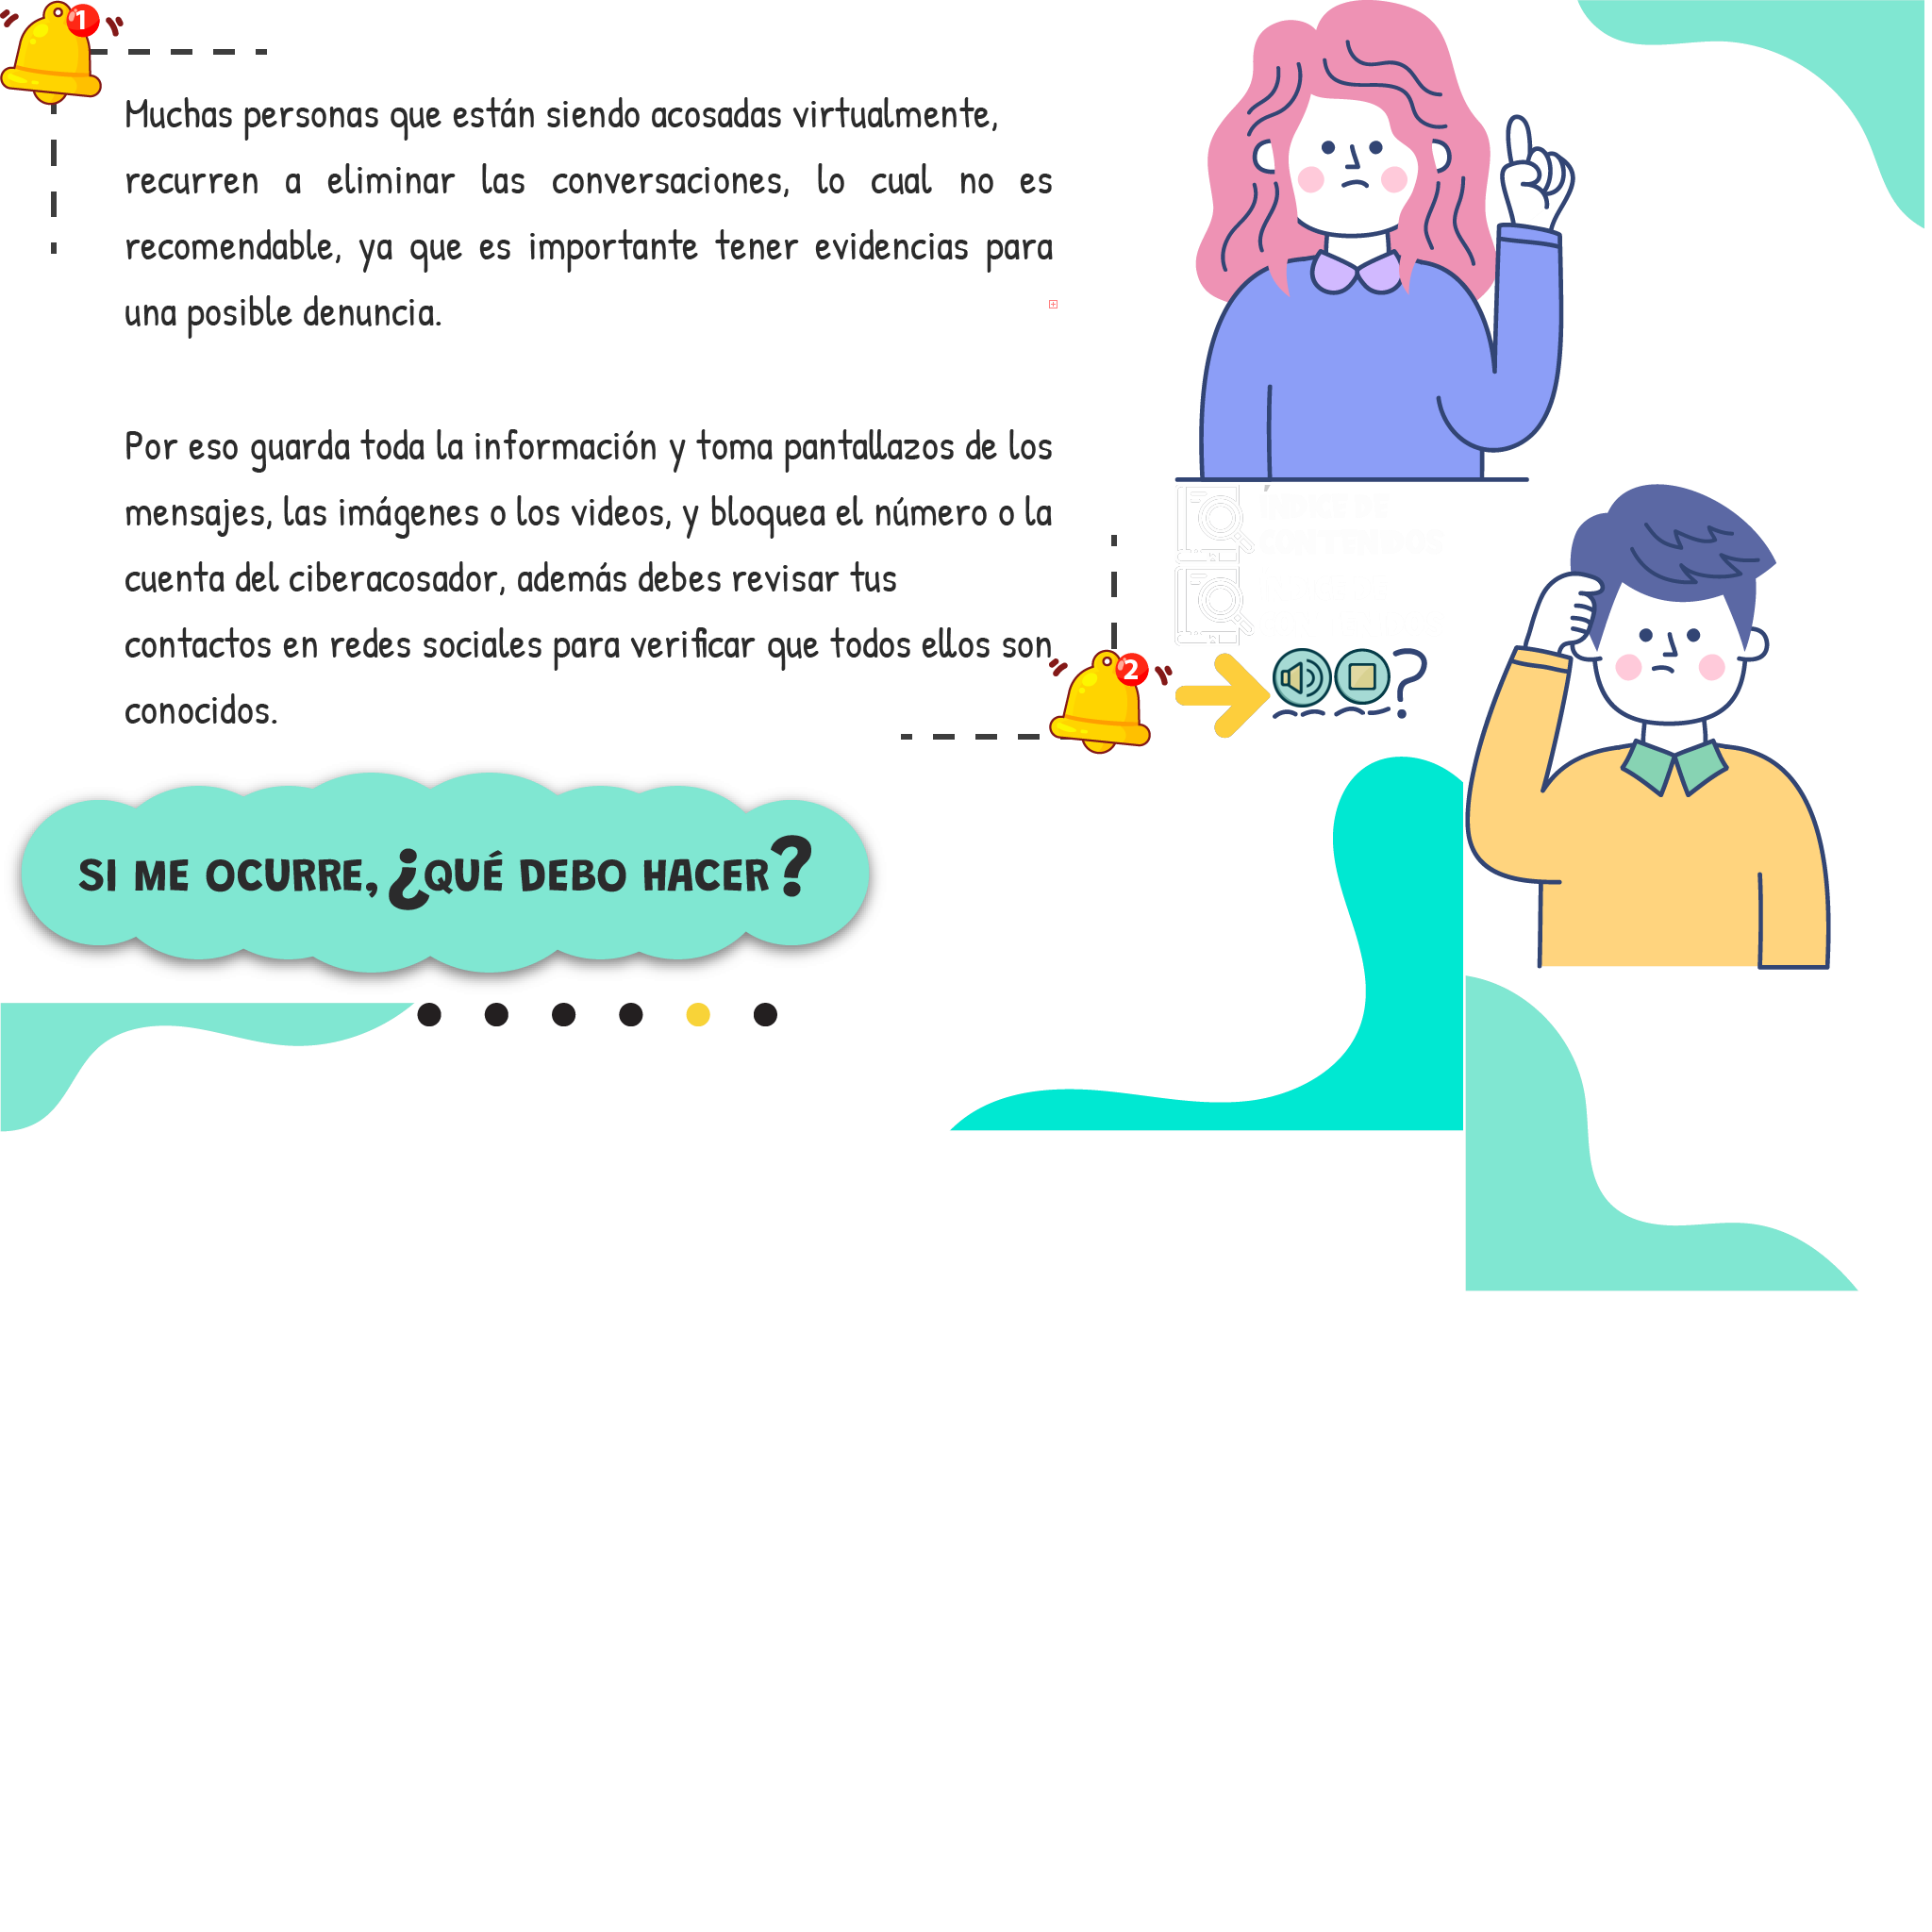 1
Muchas personas que están siendo acosadas virtualmente,
recurren a eliminar las conversaciones, lo cual no es
recomendable, ya que es importante tener evidencias para
una posible denuncia.
Por eso guarda toda la información y toma pantallazos de los
mensajes, las imágenes o los videos, y bloquea el número o la
cuenta del ciberacosador, además debes revisar tus
contactos en redes sociales para verificar que todos ellos son
conocidos.
2
?
SI ME OCURRE, ¿QUÉ DEBO HACER?